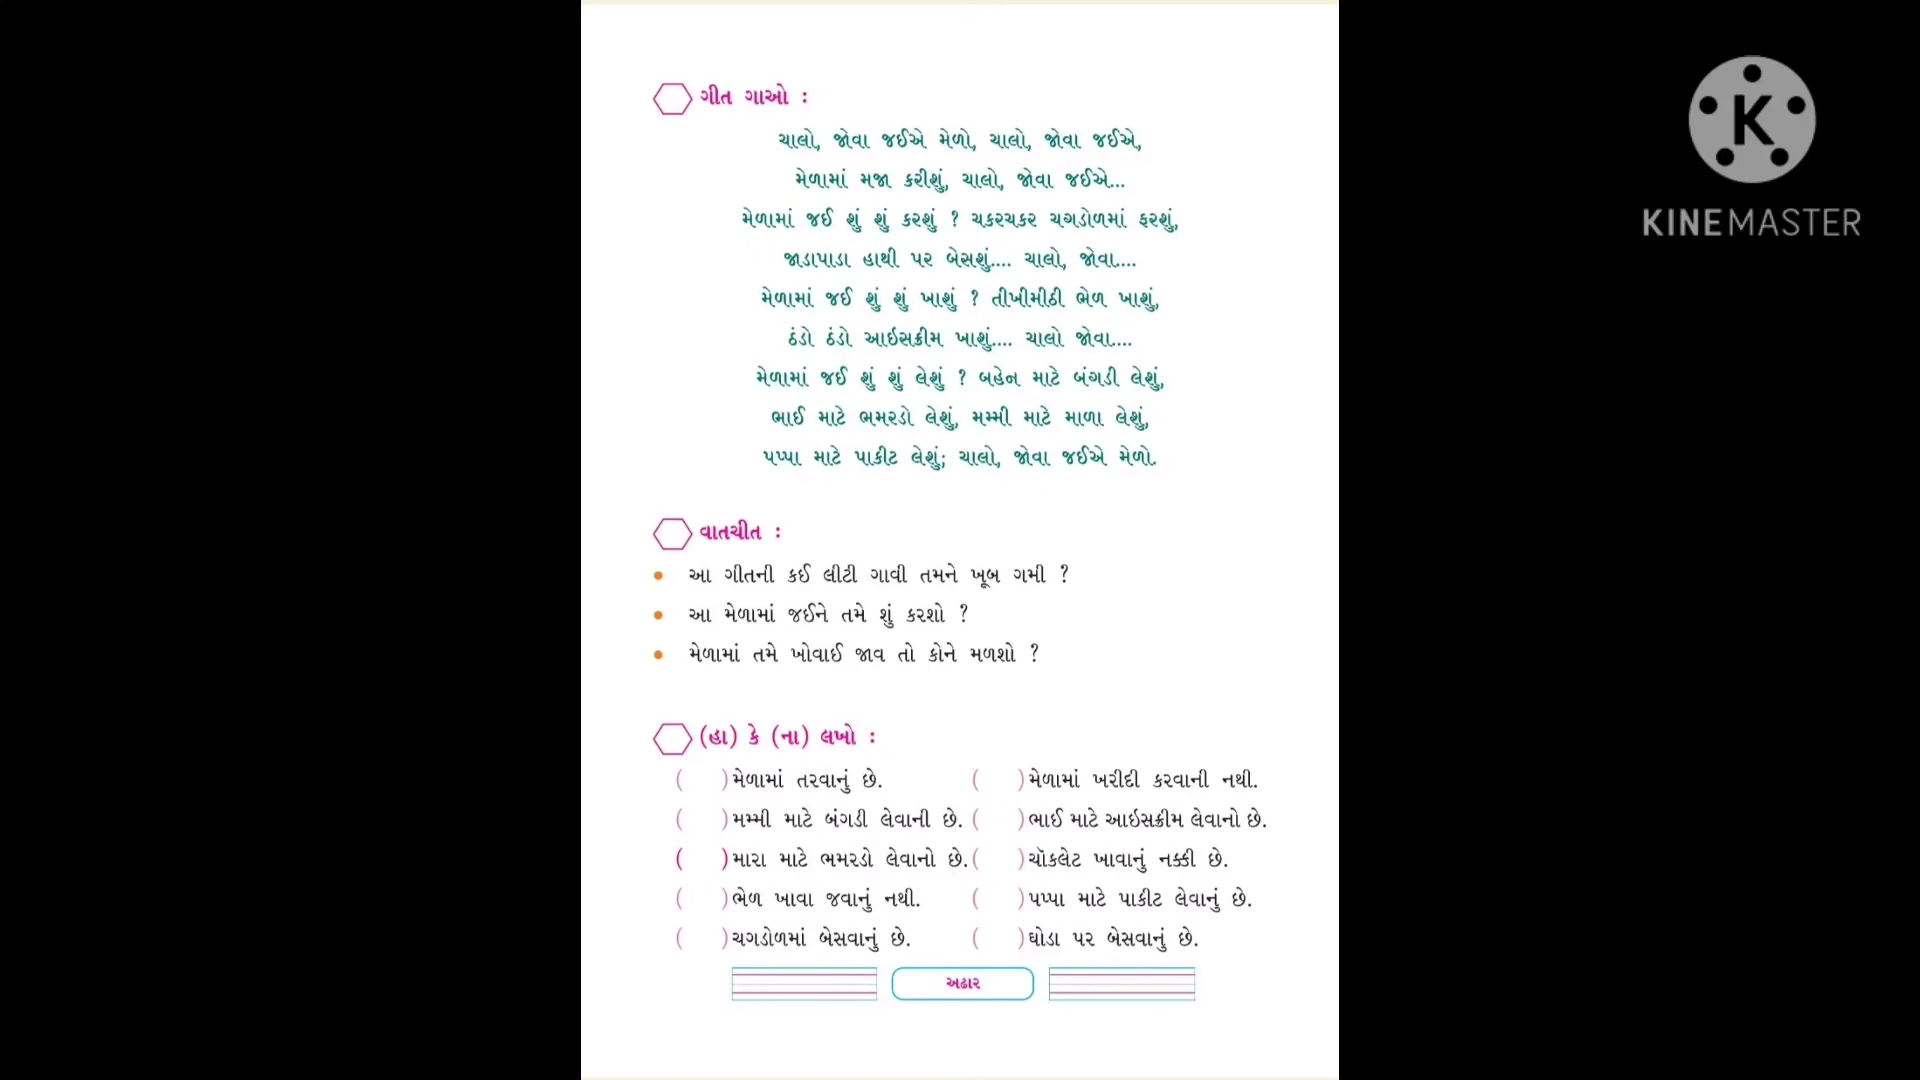 ગીત ગાઓ :
ચાલો, જોવા જઈએ મેળો, ચાલો, જોવા જઈએ,
મેળામાં મજા કરીશું, ચાલો, જોવા જઈએ...
મેળામાં જઈ શું શું કરશું ? ચકરચકર ચગડોળમાં ફરશું,
જાડાપાડા હાથી પર બેસશું.... ચાલો, જોવા....
મેળામાં જઈ શું શું ખાશું ? તીખીમીઠી ભેળ ખાશું,
ઠંડો ઠંડો આઇસક્રીમ ખાશું.... ચાલો જોવા....
મેળામાં જઈ શું શું લેશું ? બહેન માટે બંગડી લેશું,
ભાઈ માટે ભમરડો લેશું, મમ્મી માટે માળા લેશું,
પપ્પા માટે પાકીટ લેશું; ચાલો, જોવા જઈએ મેળો.
વાતચીત :
• આ ગીતની કઈ લીટી ગાવી તમને ખૂબ ગમી ?
• આ મેળામાં જઈને તમે શું કરશો ?
• મેળામાં તમે ખોવાઈ જાવ તો કોને મળશો ?
(હા) કે (ના) લખો :
( ) મેળામાં તરવાનું છે. ( ) મેળામાં ખરીદી કરવાની નથી.
( ) મમ્મી માટે બંગડી લેવાની છે. ( ) ભાઈ માટે આઇસક્રીમ લેવાનો છે.
( ) મારા માટે ભમરડો લેવાનો છે. ( ) ચૉકલેટ ખાવાનું નક્કી છે.
( ) ભેળ ખાવા જવાનું નથી. ( ) પપ્પા માટે પાકીટ લેવાનું છે.
( ) ચગડોળમાં બેસવાનું છે. ( ) ઘોડા પર બેસવાનું છે.
અઢાર
K
KINEMASTER